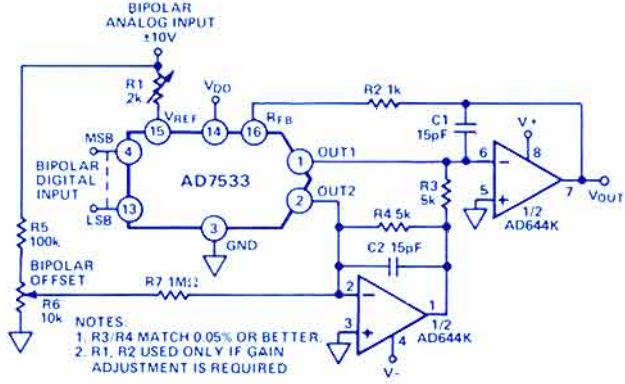 BIPOLAR
ANALOG INPUT
±10V
R1
2k
VDD
R2 1k
VREF
RFB
C1
15pF
V+
15
14
16
MSB
4
8
BIPOLAR
DIGITAL
INPUT
AD7533
1
OUT1
6
−
2
OUT2
R3
5k
5
+
7
VOUT
1/2
AD644K
LSB
13
3
GND
R4 5k
R5
100k
C2 15pF
BIPOLAR
OFFSET
R7 1MΩ
2
−
1
R6
10k
3
+
4
1/2
AD644K
V−
NOTES:
1. R3/R4 MATCH 0.05% OR BETTER.
2. R1, R2 USED ONLY IF GAIN
ADJUSTMENT IS REQUIRED